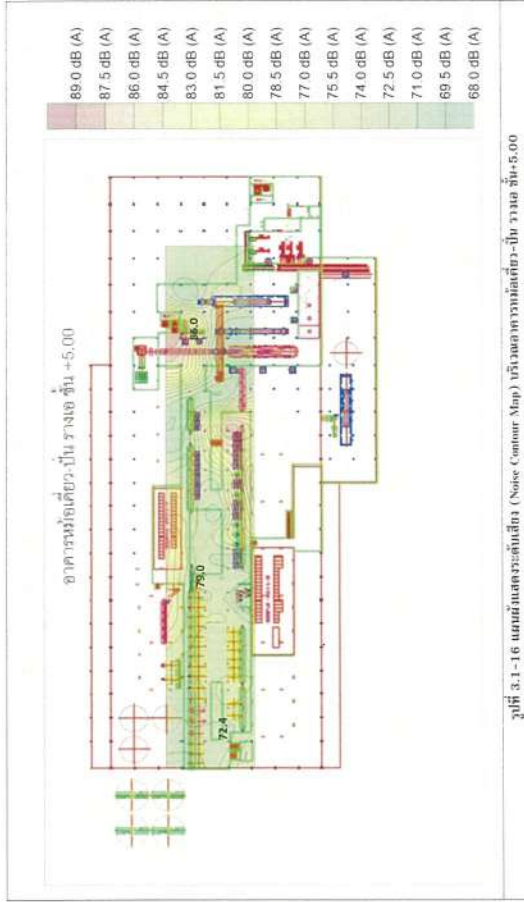 อาคารหม้อเคี่ยว-ปั่น รางเอ ชั้น +5.00
89.0 dB (A)
87.5 dB (A)
86.0 dB (A)
84.5 dB (A)
83.0 dB (A)
81.5 dB (A)
80.0 dB (A)
78.5 dB (A)
77.0 dB (A)
75.5 dB (A)
74.0 dB (A)
72.5 dB (A)
71.0 dB (A)
69.5 dB (A)
68.0 dB (A)
86.0
79.0
72.4
รูปที่ 3.1-16 แผนผังแสดงระดับเสียง (Noise Contour Map) บริเวณอาคารหม้อเคี่ยว-ปั่น รางเอ ชั้น+5.00